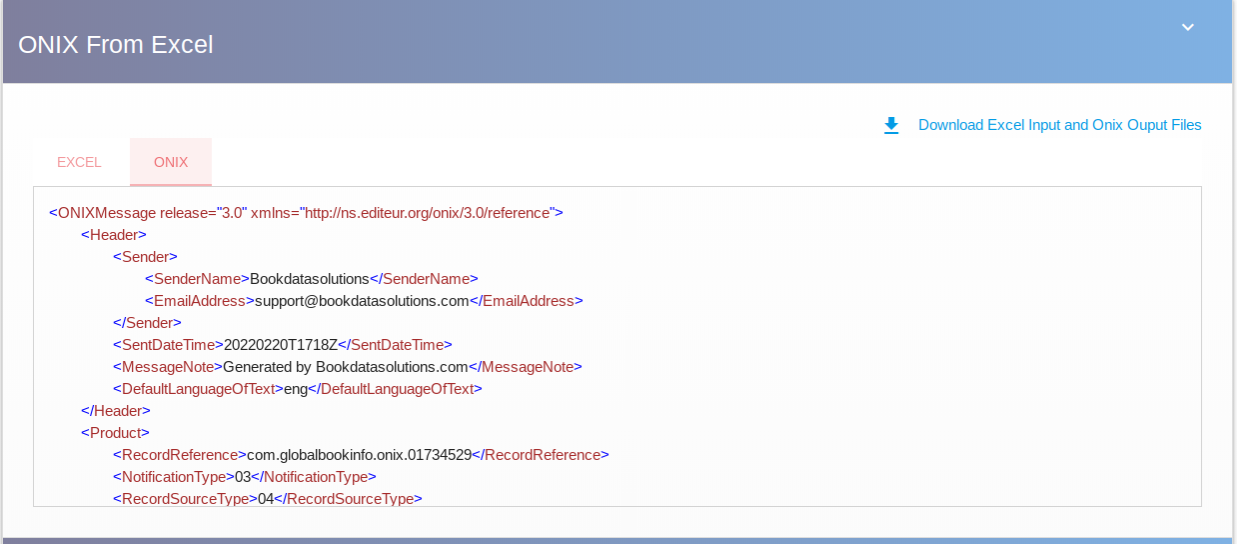 ONIX From Excel
Download Excel Input and Onix Ouput Files
EXCEL ONIX
<ONIXMessage release="3.0" xmlns="http://ns.editeur.org/onix/3.0/reference">
<Header>
<Sender>
<SenderName>Bookdatasolutions</SenderName>
<EmailAddress>support@bookdatasolutions.com</EmailAddress>
</Sender>
<SentDateTime>20220220T1718Z</SentDateTime>
<MessageNote>Generated by Bookdatasolutions.com</MessageNote>
<DefaultLanguageOfText>eng</DefaultLanguageOfText>
</Header>
<Product>
<RecordReference>com.globalbookinfo.onix.01734529</RecordReference>
<NotificationType>03</NotificationType>
<RecordSourceType>04</RecordSourceType>